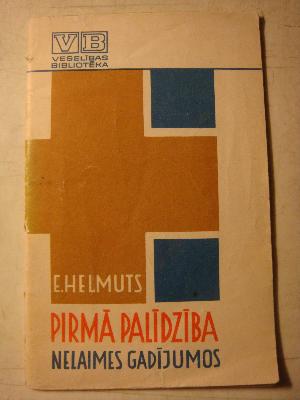 VB
VESELĪBAS
BIBLIOTĒKA
E.HELMUTS
PIRMĀ PALĪDZĪBA
NELAIMES GADĪJUMOS